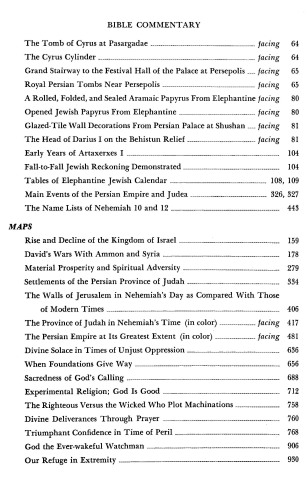 BIBLE COMMENTARY
The Tomb of Cyrus at Pasargadae ........ facing 64
The Cyrus Cylinder ........ facing 64
Grand Stairway to the Festival Hall of the Palace at Persepolis .... facing 65
Royal Persian Tombs Near Persepolis ........ facing 65
A Rolled, Folded, and Sealed Aramaic Papyrus From Elephantine facing 80
Opened Jewish Papyrus From Elephantine ........ facing 80
Glazed-Tile Wall Decorations From Persian Palace at Shushan .... facing 81
The Head of Darius I on the Behistun Relief ........ facing 81
Early Years of Artaxerxes I ........ 104
Fall-to-Fall Jewish Reckoning Demonstrated ........ 104
Tables of Elephantine Jewish Calendar ........ 108, 109
Main Events of the Persian Empire and Judea ........ 326, 327
The Name Lists of Nehemiah 10 and 12 ........ 443
MAPS
Rise and Decline of the Kingdom of Israel ........ 159
David's Wars With Ammon and Syria ........ 178
Material Prosperity and Spiritual Adversity ........ 279
Settlements of the Persian Province of Judah ........ 334
The Walls of Jerusalem in Nehemiah's Day as Compared With Those
of Modern Times ........ 406
The Province of Judah in Nehemiah's Time (in color) ........ facing 417
The Persian Empire at Its Greatest Extent (in color) ........ facing 481
Divine Solace in Times of Unjust Oppression ........ 636
When Foundations Give Way ........ 656
Sacredness of God's Calling ........ 688
Experimental Religion; God Is Good ........ 712
The Righteous Versus the Wicked Who Plot Machinations ........ 758
Divine Deliverances Through Prayer ........ 760
Triumphant Confidence in Time of Peril ........ 768
God the Ever-wakeful Watchman ........ 906
Our Refuge in Extremity ........ 930